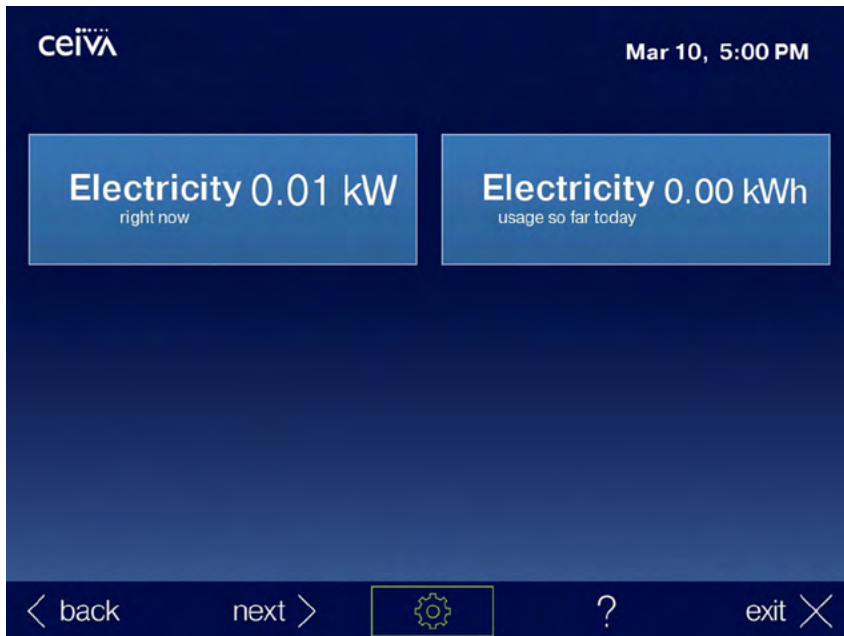 ceiva
Mar 10, 5:00 PM
Electricity 0.01 kW
right now
Electricity 0.00 kWh
usage so far today
< back
next >
?
exit X